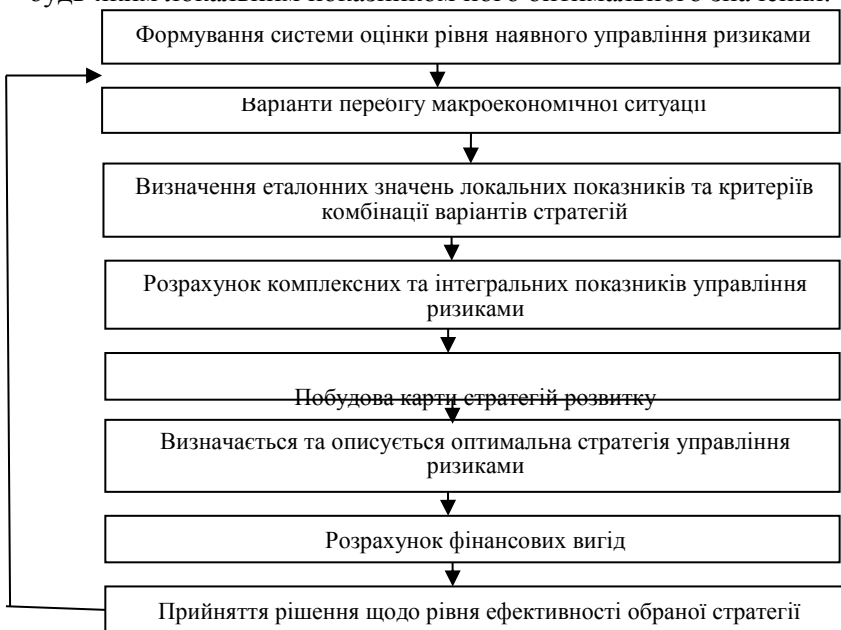 Формування системи оцінки рівня наявного управління ризиками
Варіанти перебігу макроекономічної ситуації
Визначення еталонних значень локальних показників та критеріїв
комбінації варіантів стратегій
Розрахунок комплексних та інтегральних показників управління
ризиками
Побудова карти стратегій розвитку
Визначається та описується оптимальна стратегія управління
ризиками
Розрахунок фінансових вигід
Прийняття рішення щодо рівня ефективності обраної стратегії